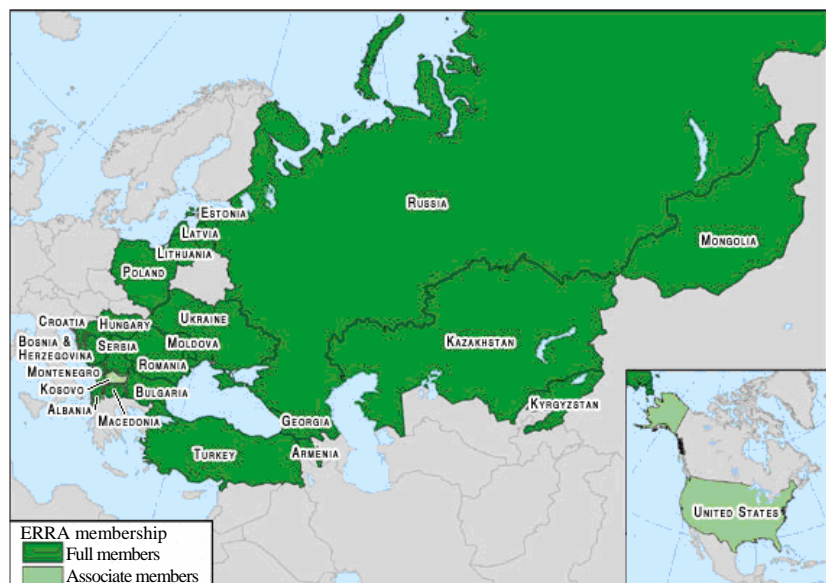 RUSSIA
ESTONIA
LATVIA
LITHUANIA
MONGOLIA
POLAND
CROATIA
HUNGARY
UKRAINE
BOSNIA &
HERZEGOVINA
SERBIA
MOLDOVA
KAZAKHSTAN
MONTENEGRO
ROMANIA
KOSOVO
BULGARIA
ALBANIA
MACEDONIA
GEORGIA
KYRGYZSTAN
TURKEY
ARMENIA
UNITED STATES
ERRA membership
Full members
Associate members